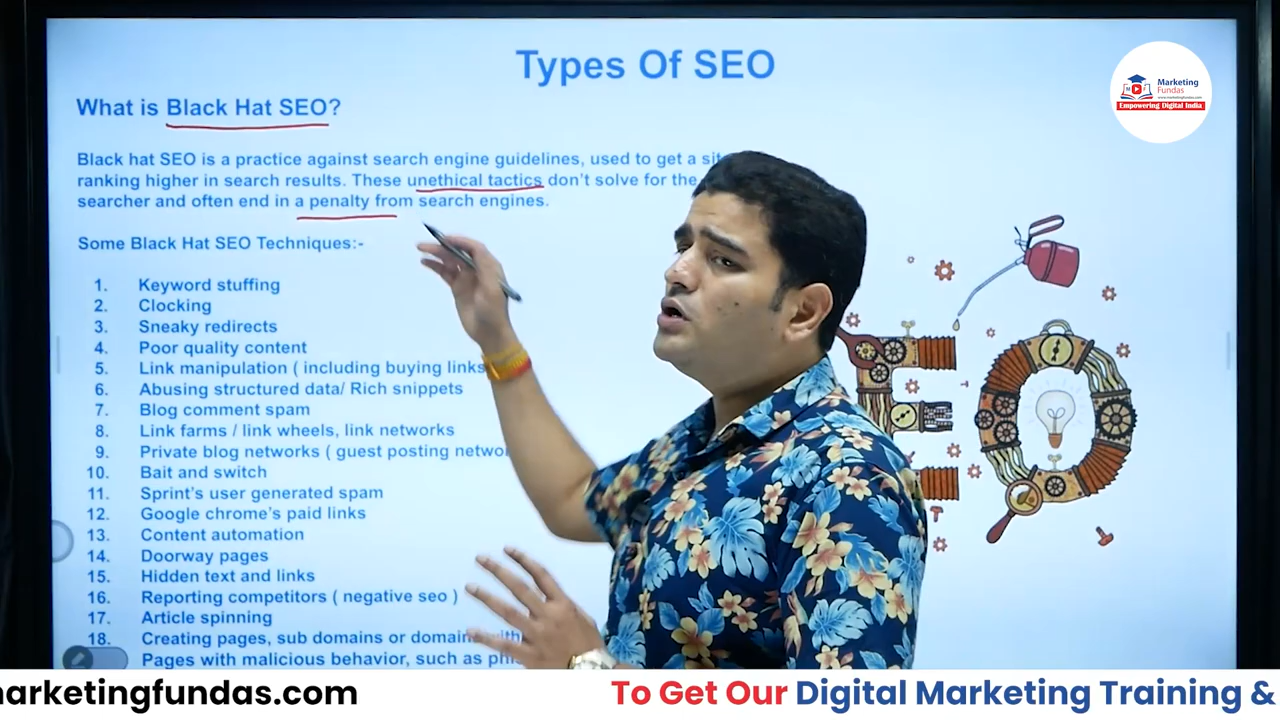 Types Of SEO
What is Black Hat SEO?
Marketing
Fundas
www.marketingfundas.com
Empowering Digital India
Black hat SEO is a practice against search engine guidelines, used to get a
ranking higher in search results. These unethical tactics don't solve for the
searcher and often end in a penalty from search engines.
Some Black Hat SEO Techniques:-
1. Keyword stuffing
2. Clocking
3. Sneaky redirects
4. Poor quality content
5. Link manipulation ( including buying links
6. Abusing structured data/ Rich snippets
7. Blog comment spam
8. Link farms / link wheels, link networks
9. Private blog networks ( guest posting
10. Bait and switch
11. Sprint's user generated spam
12. Google chrome's paid links
13. Content automation
14. Doorway pages
15. Hidden text and links
16. Reporting competitors ( negative seo )
17. Article spinning
18. Creating pages, sub domains or
Pages with malicious behavior, such as
EO
marketingfundas.com
To Get Our Digital Marketing Training &